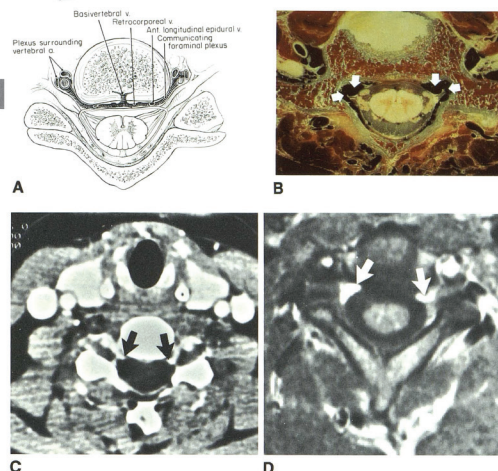 Basivertebral v.
Retrocorporeal v.
Ant. longitudinal epidural v.
Communicating
foraminal plexus
Plexus surrounding
vertebral a.
A
B
C
D